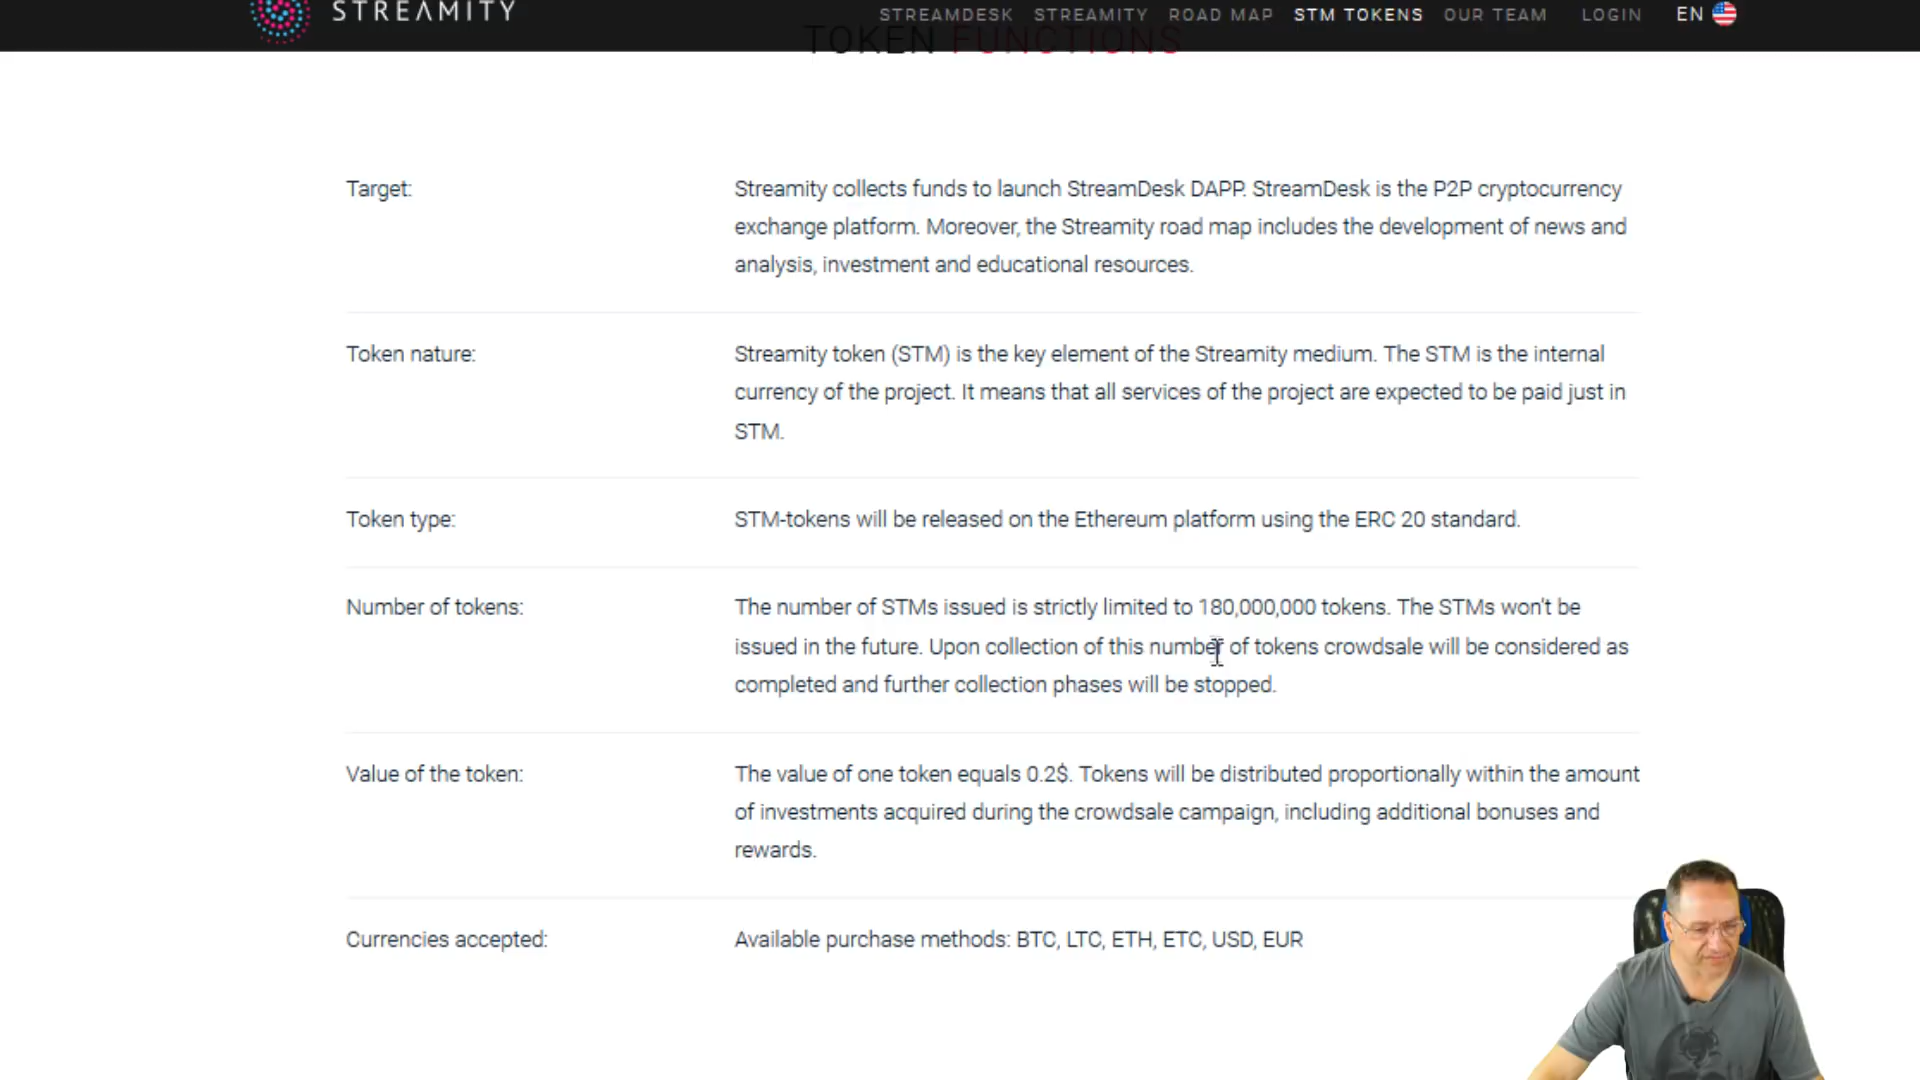 STREAMITY
STREAMDESK STREAMITY ROAD MAP STM TOKENS OUR TEAM LOGIN EN
TOKEN FUNCTIONS
Target:
Streamity collects funds to launch StreamDesk DAPP. StreamDesk is the P2P cryptocurrency
exchange platform. Moreover, the Streamity road map includes the development of news and
analysis, investment and educational resources.
Token nature:
Streamity token (STM) is the key element of the Streamity medium. The STM is the internal
currency of the project. It means that all services of the project are expected to be paid just in
STM.
Token type:
STM-tokens will be released on the Ethereum platform using the ERC 20 standard.
Number of tokens:
The number of STMs issued is strictly limited to 180,000,000 tokens. The STMs won't be
issued in the future. Upon collection of this number of tokens crowdsale will be considered as
completed and further collection phases will be stopped.
Value of the token:
The value of one token equals 0.2$. Tokens will be distributed proportionally within the amount
of investments acquired during the crowdsale campaign, including additional bonuses and
rewards.
Currencies accepted:
Available purchase methods: BTC, LTC, ETH, ETC, USD, EUR